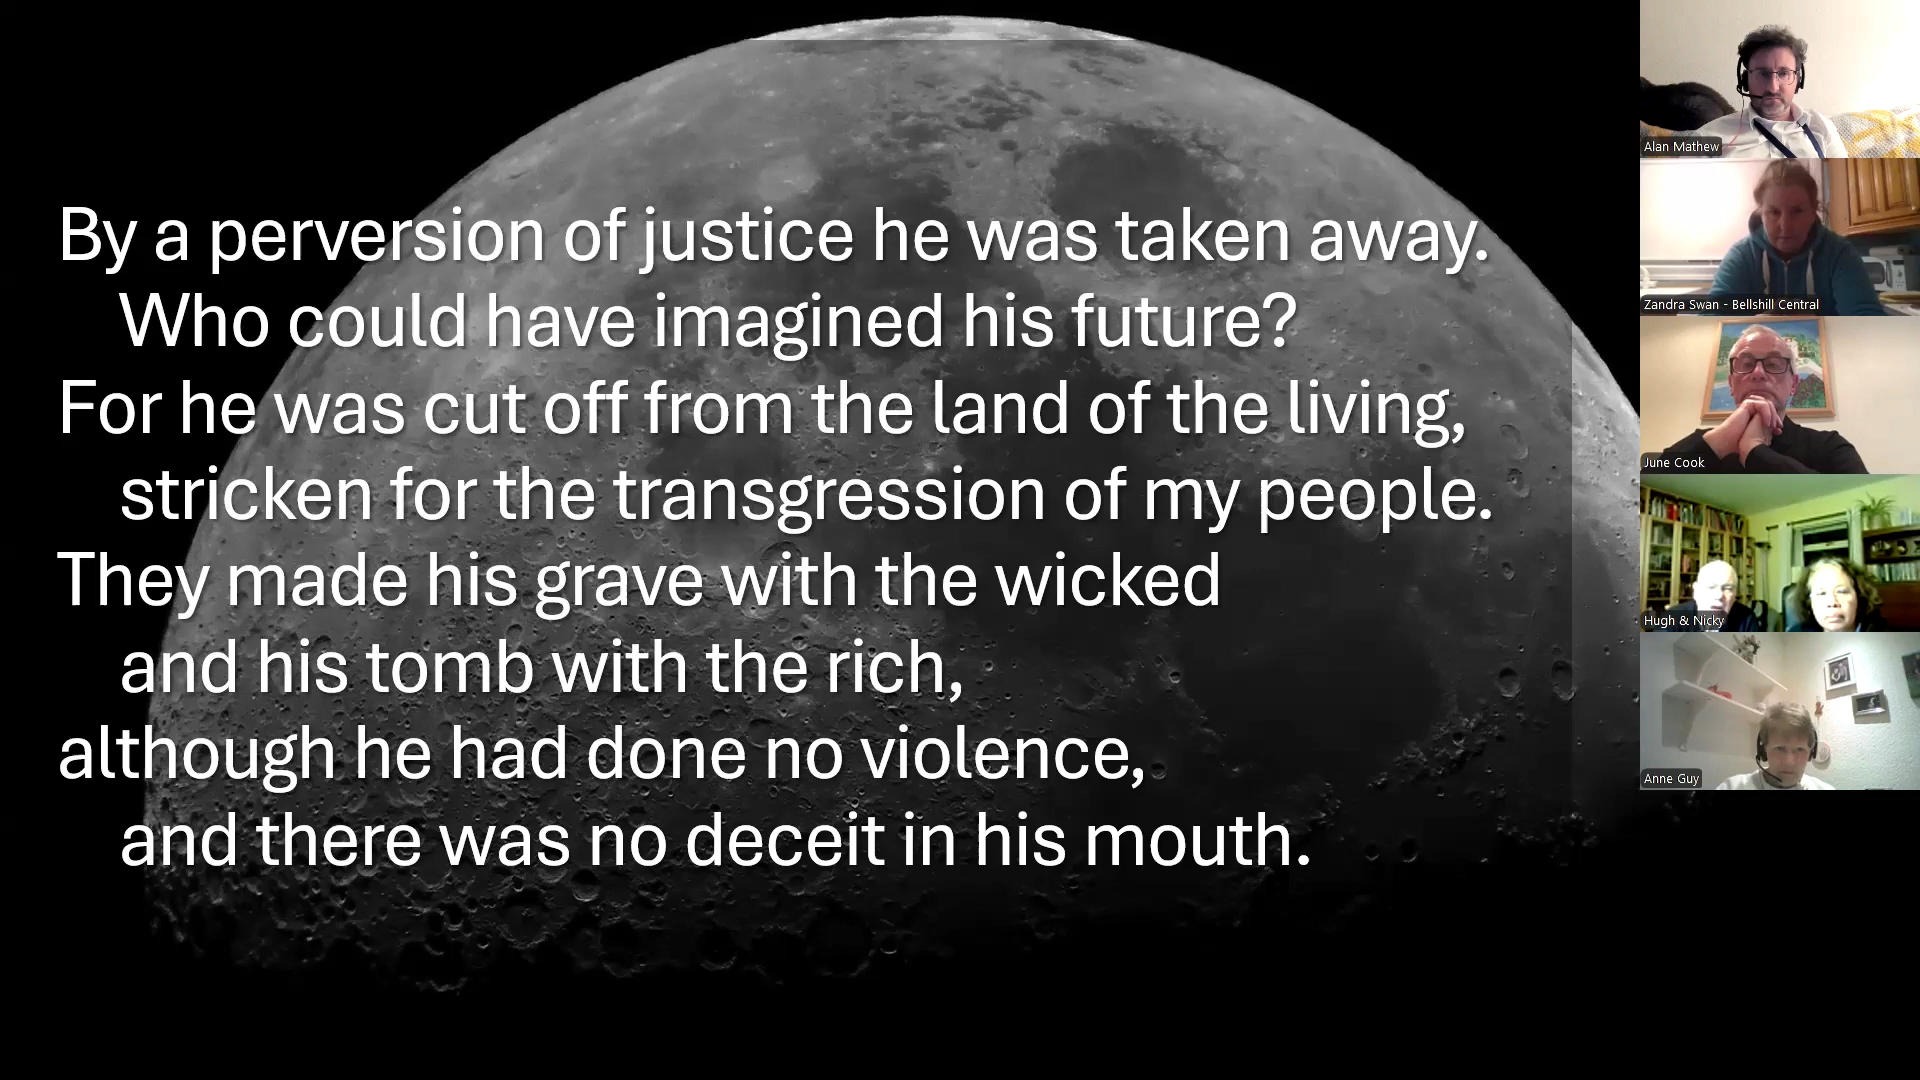 By a perversion of justice he was taken away.
Who could have imagined his future?
For he was cut off from the land of the living,
stricken for the transgression of my people.
They made his grave with the wicked
and his tomb with the rich,
although he had done no violence,
and there was no deceit in his mouth.
Alan Mathew
Zandra Swan - Bellshill Central
June Cook
Hugh & Nicky
Anne Guy